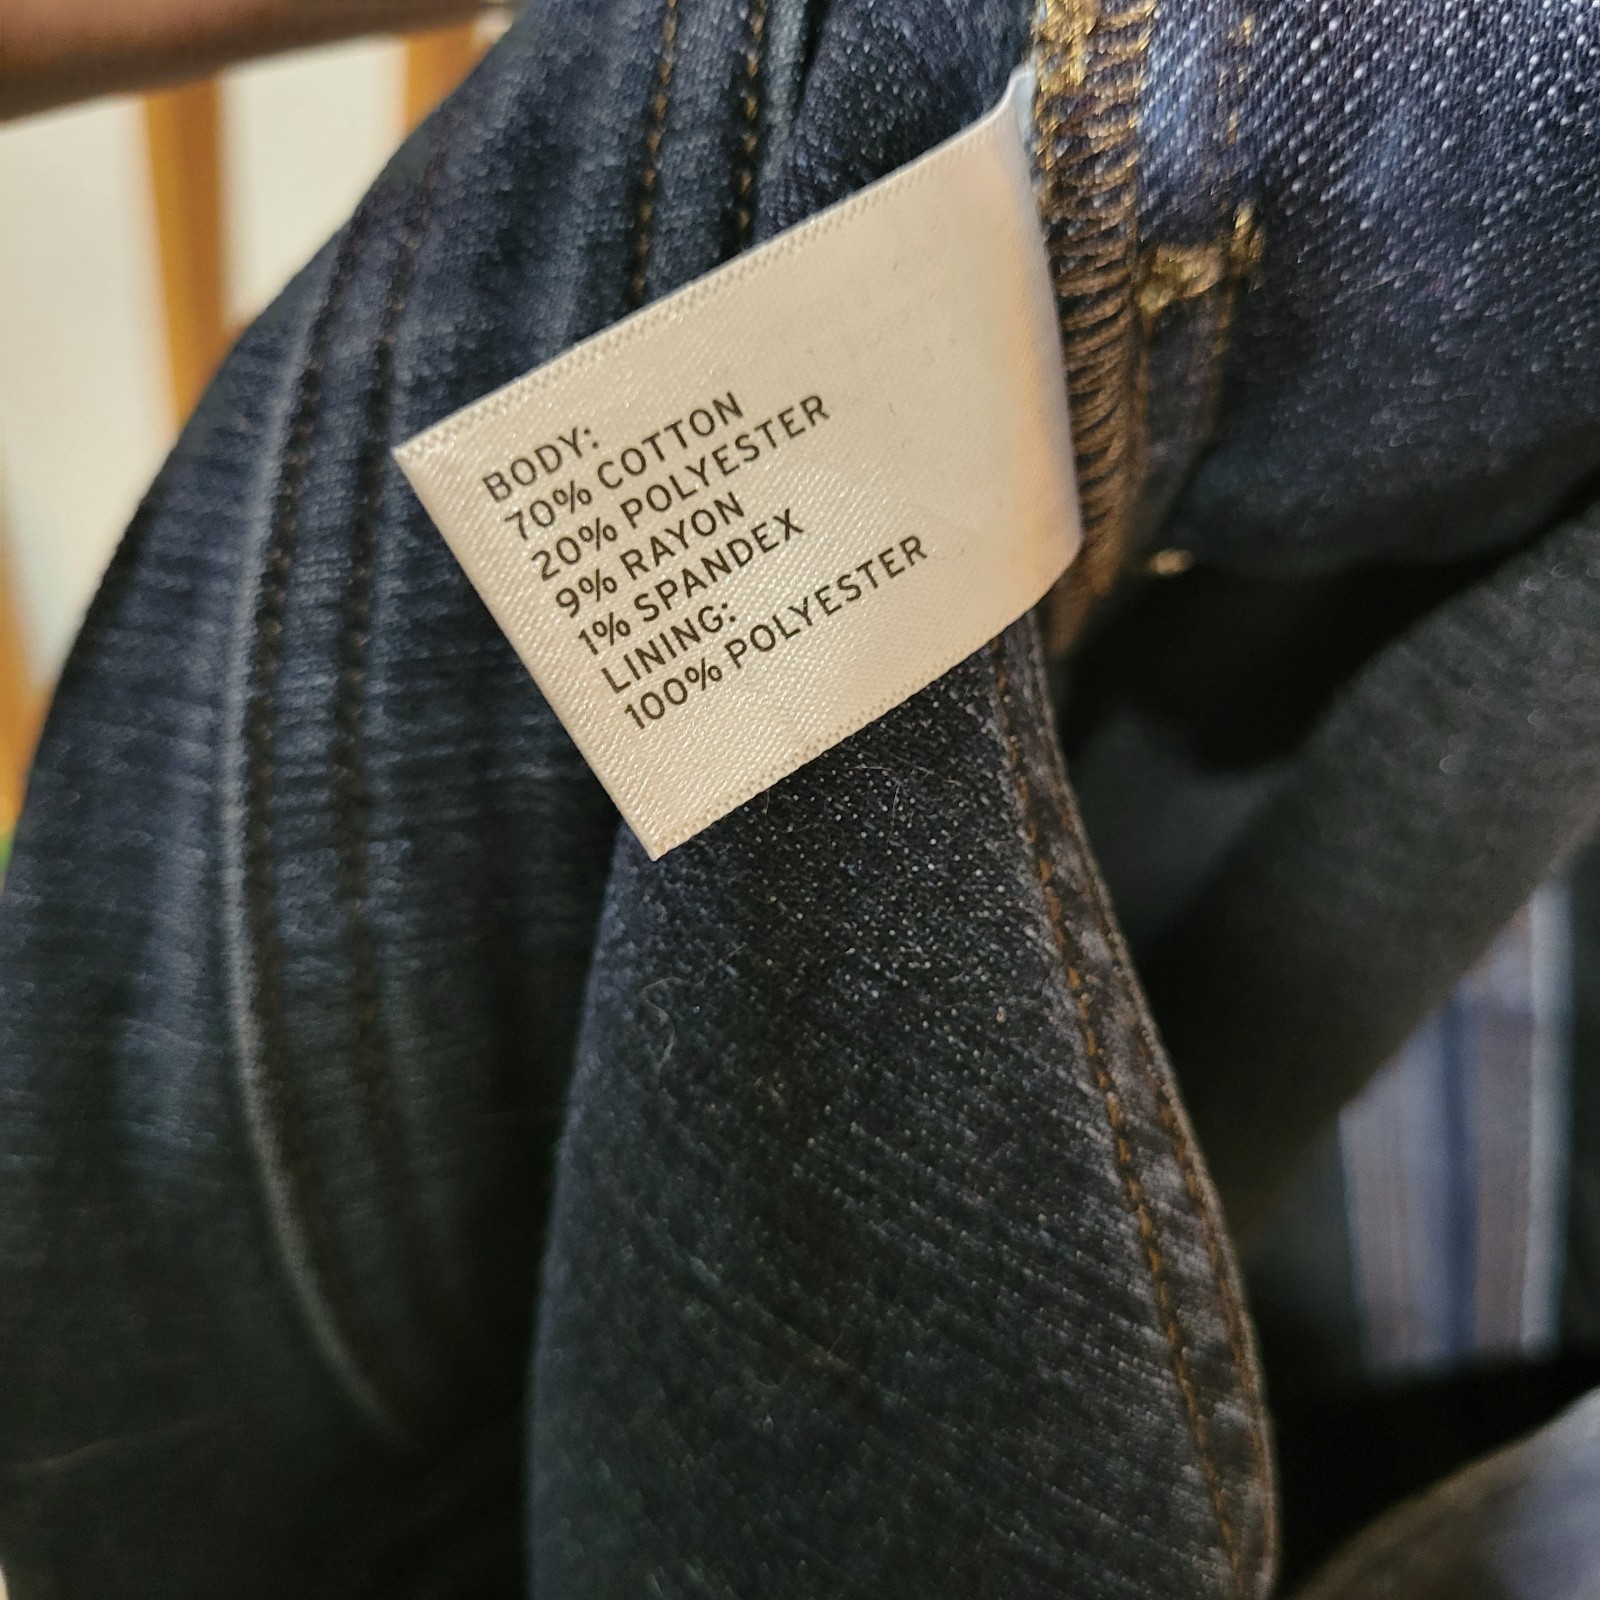 BODY:
70% COTTON
20% POLYESTER
9% RAYON
1% SPANDEX
LINING:
100% POLYESTER